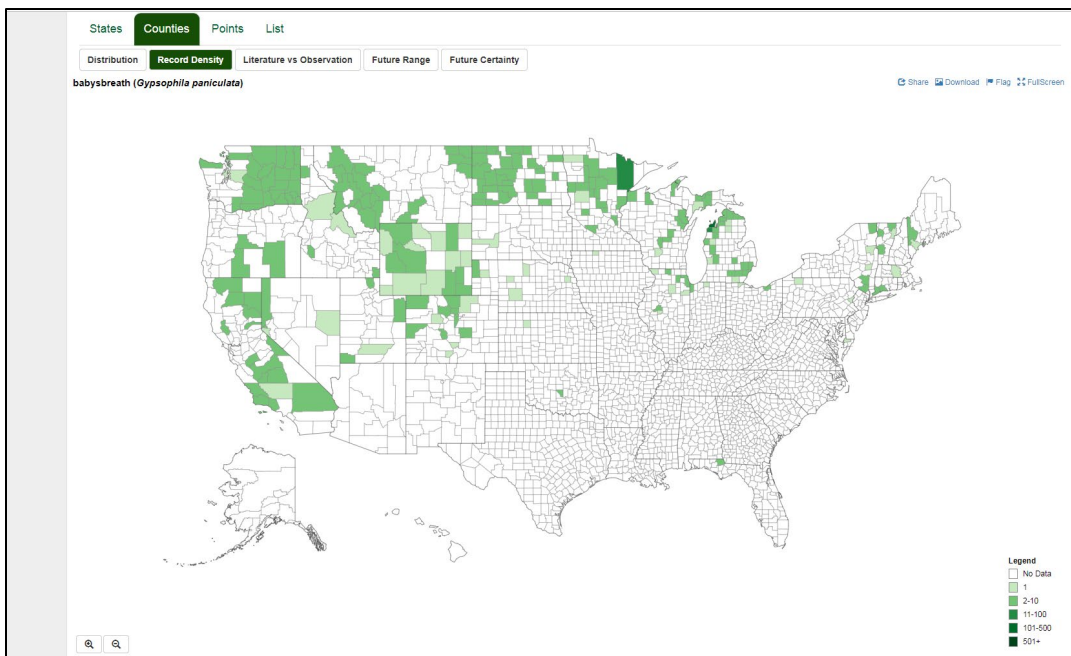 States Counties Points List
Distribution Record Density Literature vs Observation Future Range Future Certainty
babysbreath (Gypsophila paniculata)
Share Download Flag FullScreen
Legend
No Data
1
2-10
11-100
101-500
501+